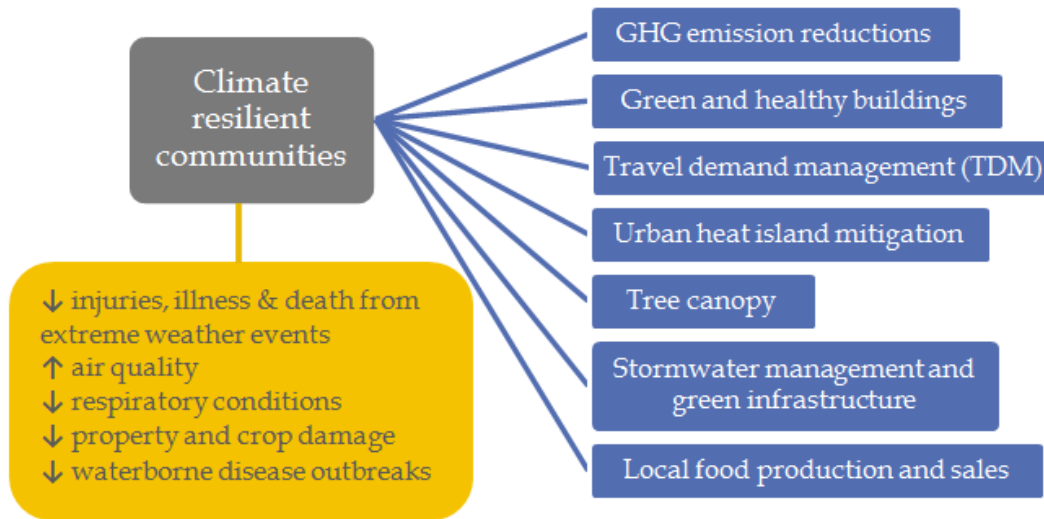 Climate
resilient
communities
↓ injuries, illness & death from
extreme weather events
↑ air quality
↓ respiratory conditions
↓ property and crop damage
↓ waterborne disease outbreaks
GHG emission reductions
Green and healthy buildings
Travel demand management (TDM)
Urban heat island mitigation
Tree canopy
Stormwater management and
green infrastructure
Local food production and sales